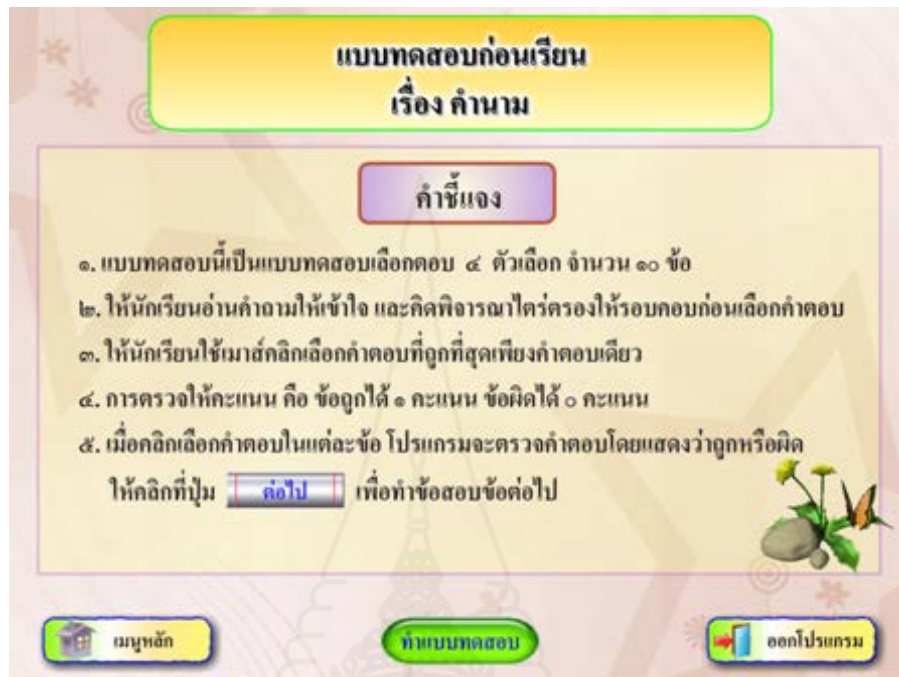 แบบทดสอบก่อนเรียน
เรื่อง คำนาม
คำชี้แจง
๑. แบบทดสอบนี้เป็นแบบทดสอบเลือกตอบ ๔ ตัวเลือก จำนวน ๑๐ ข้อ
๒. ให้นักเรียนอ่านคำถามให้เข้าใจ และคิดพิจารณาไตร่ตรองให้รอบคอบก่อนเลือกคำตอบ
๓. ให้นักเรียนใช้เมาส์คลิกเลือกคำตอบที่ถูกที่สุดเพียงคำตอบเดียว
๔. การตรวจให้คะแนน คือ ข้อถูกได้ ๑ คะแนน ข้อผิดได้ ๐ คะแนน
๕. เมื่อคลิกเลือกคำตอบในแต่ละข้อ โปรแกรมจะตรวจคำตอบโดยแสดงว่าถูกหรือผิด
ให้คลิกที่ปุ่ม ต่อไป เพื่อทำข้อสอบข้อต่อไป
เมนูหลัก
ทำแบบทดสอบ
ออกโปรแกรม